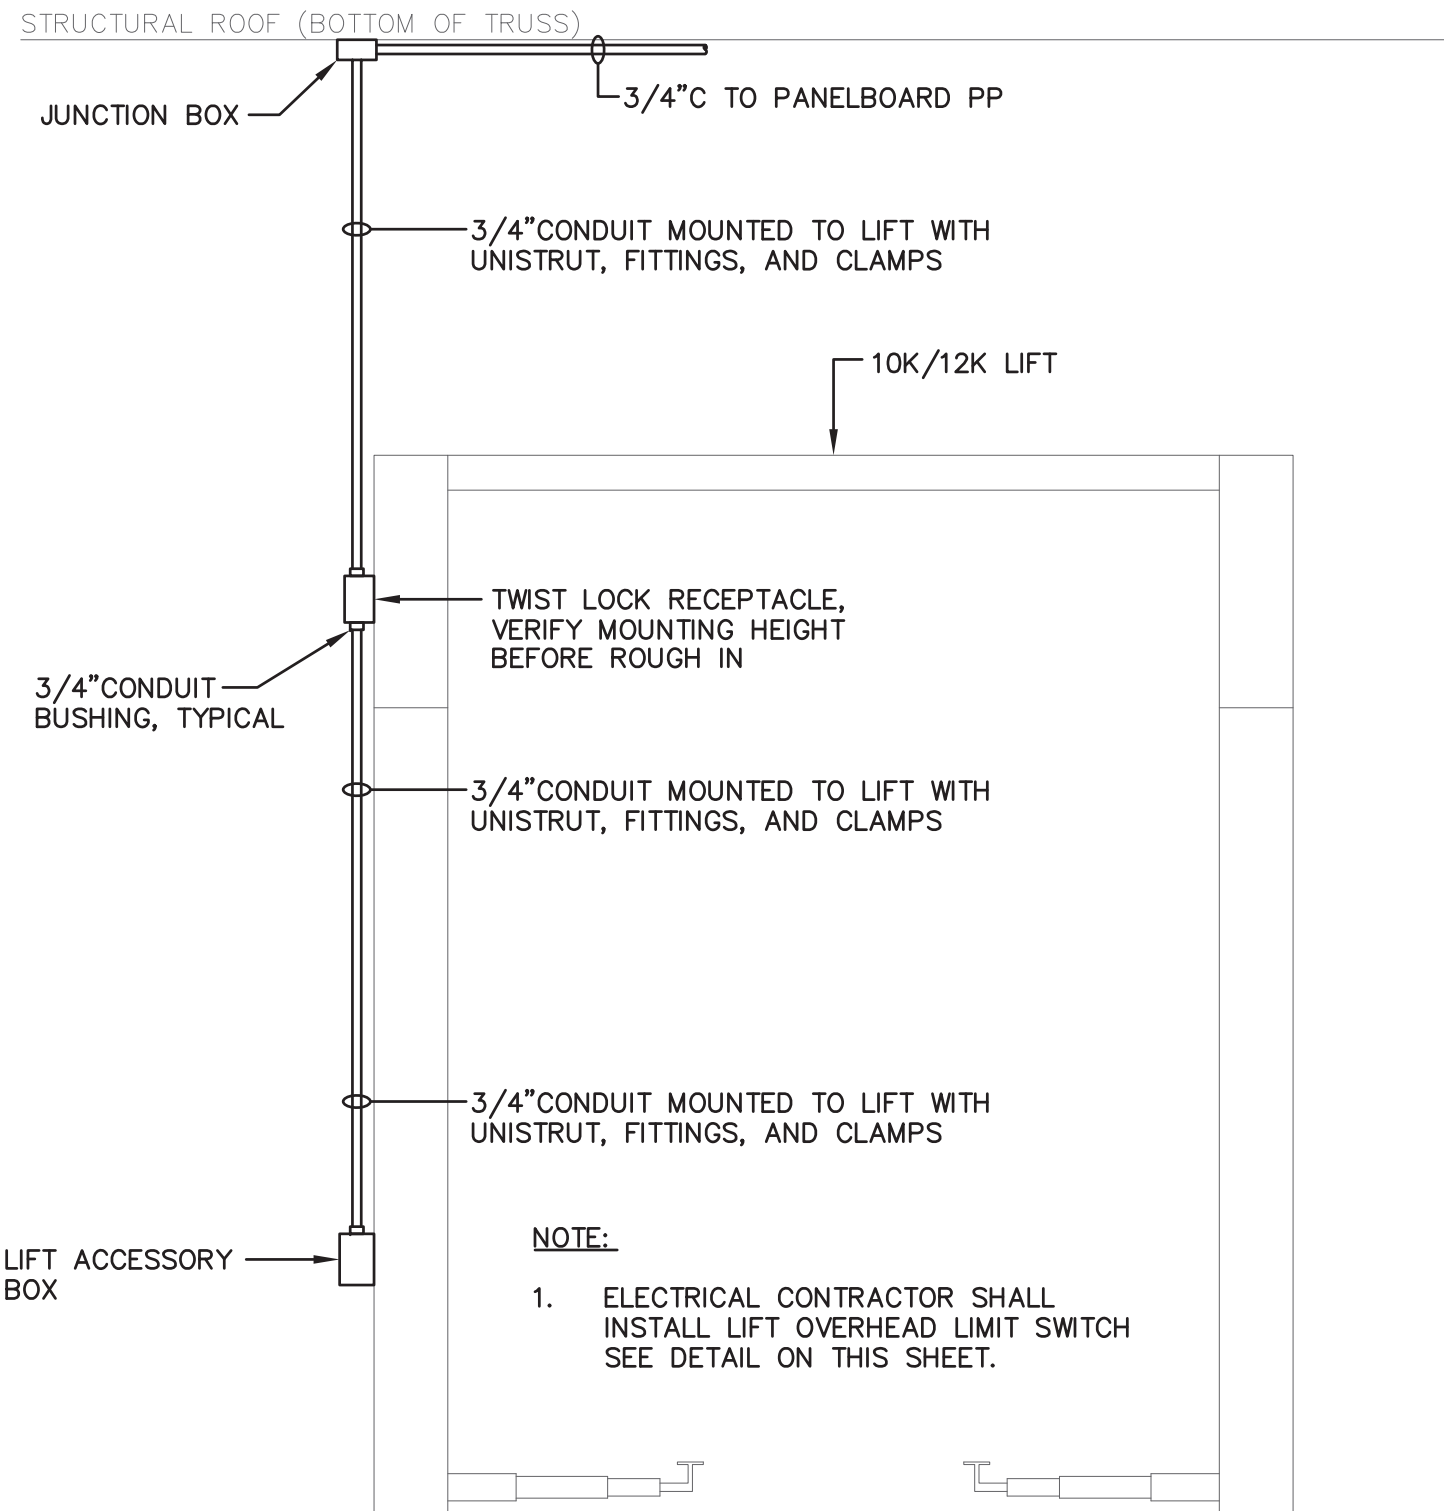 STRUCTURAL ROOF (BOTTOM OF TRUSS)
JUNCTION BOX
3/4"C TO PANELBOARD PP
3/4"CONDUIT MOUNTED TO LIFT WITH
UNISTRUT, FITTINGS, AND CLAMPS
10K/12K LIFT
TWIST LOCK RECEPTACLE,
VERIFY MOUNTING HEIGHT
BEFORE ROUGH IN
3/4"CONDUIT
BUSHING, TYPICAL
3/4"CONDUIT MOUNTED TO LIFT WITH
UNISTRUT, FITTINGS, AND CLAMPS
3/4"CONDUIT MOUNTED TO LIFT WITH
UNISTRUT, FITTINGS, AND CLAMPS
LIFT ACCESSORY
BOX
NOTE:
1. ELECTRICAL CONTRACTOR SHALL
INSTALL LIFT OVERHEAD LIMIT SWITCH
SEE DETAIL ON THIS SHEET.